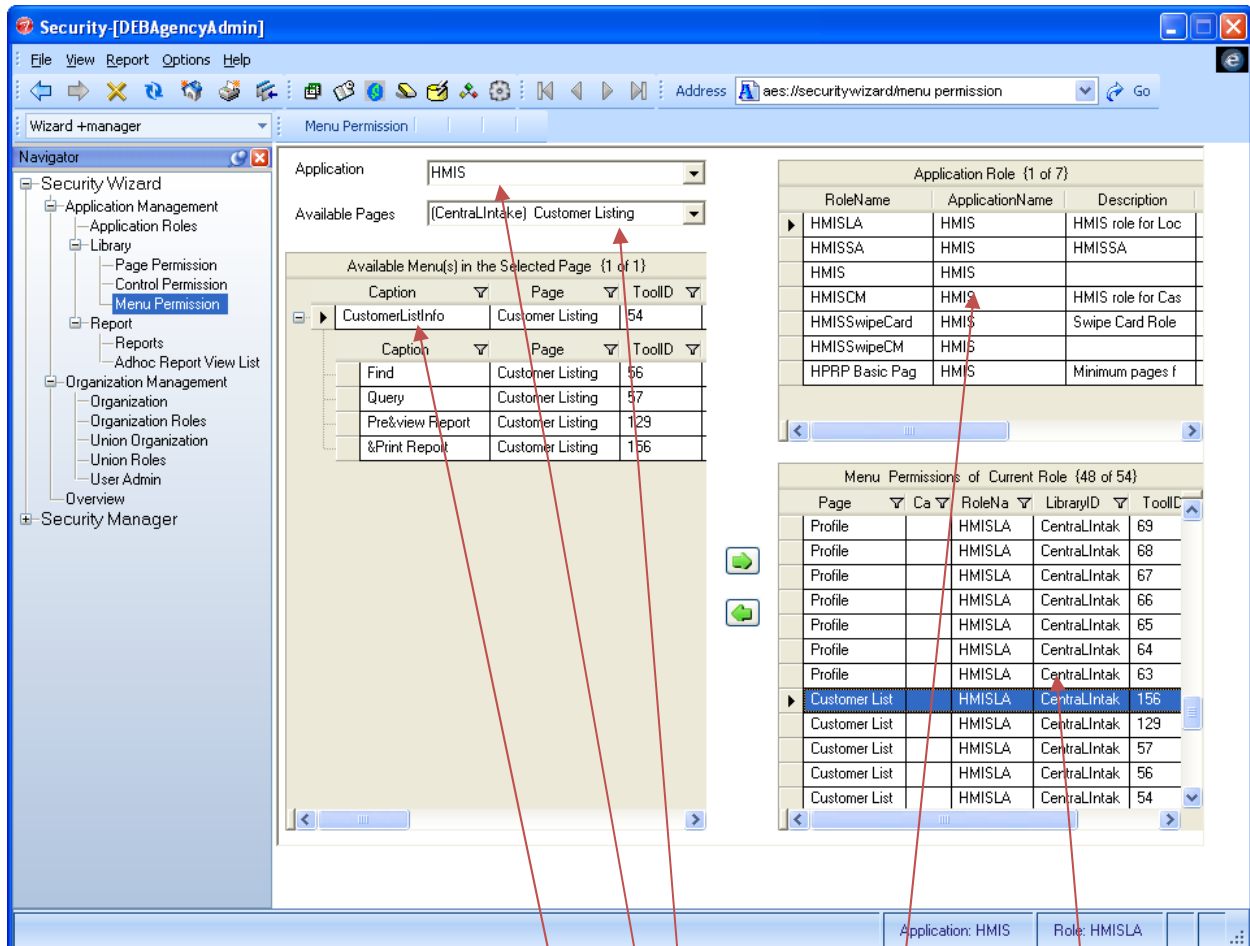 Security-[DEBAgencyAdmin]
File View Report Options Help
Address aes://securitywizard/menu permission Go
Wizard +manager Menu Permission
Navigator
Security Wizard
Application Management
Application Roles
Library
Page Permission
Control Permission
Menu Permission
Report
Reports
Adhoc Report View List
Organization Management
Organization
Organization Roles
Union Organization
Union Roles
User Admin
Overview
Security Manager
Application HMIS
Available Pages (CentraLIntake) Customer Listing
Available Menu(s) in the Selected Page {1 of 1}
Caption Page ToolID
CustomerListInfo Customer Listing 54
Caption Page ToolID
Find Customer Listing 56
Query Customer Listing 57
Pre&view Report Customer Listing 129
&Print Report Customer Listing 156
Application Role {1 of 7}
RoleName ApplicationName Description
HMISLA HMIS HMIS role for Loc
HMISSA HMIS HMISSA
HMIS HMIS
HMISCM HMIS HMIS role for Cas
HMISSwipeCard HMIS Swipe Card Role
HMISSwipeCM HMIS
HPRP Basic Pag HMIS Minimum pages f
Menu Permissions of Current Role {48 of 54}
Page Ca RoleNa LibraryID ToolID
Profile HMISLA CentraLIntak 69
Profile HMISLA CentraLIntak 68
Profile HMISLA CentraLIntak 67
Profile HMISLA CentraLIntak 66
Profile HMISLA CentraLIntak 65
Profile HMISLA CentraLIntak 64
Profile HMISLA CentraLIntak 63
Customer List HMISLA CentraLIntak 156
Customer List HMISLA CentraLIntak 129
Customer List HMISLA CentraLIntak 57
Customer List HMISLA CentraLIntak 56
Customer List HMISLA CentraLIntak 54
Application: HMIS Role: HMISLA